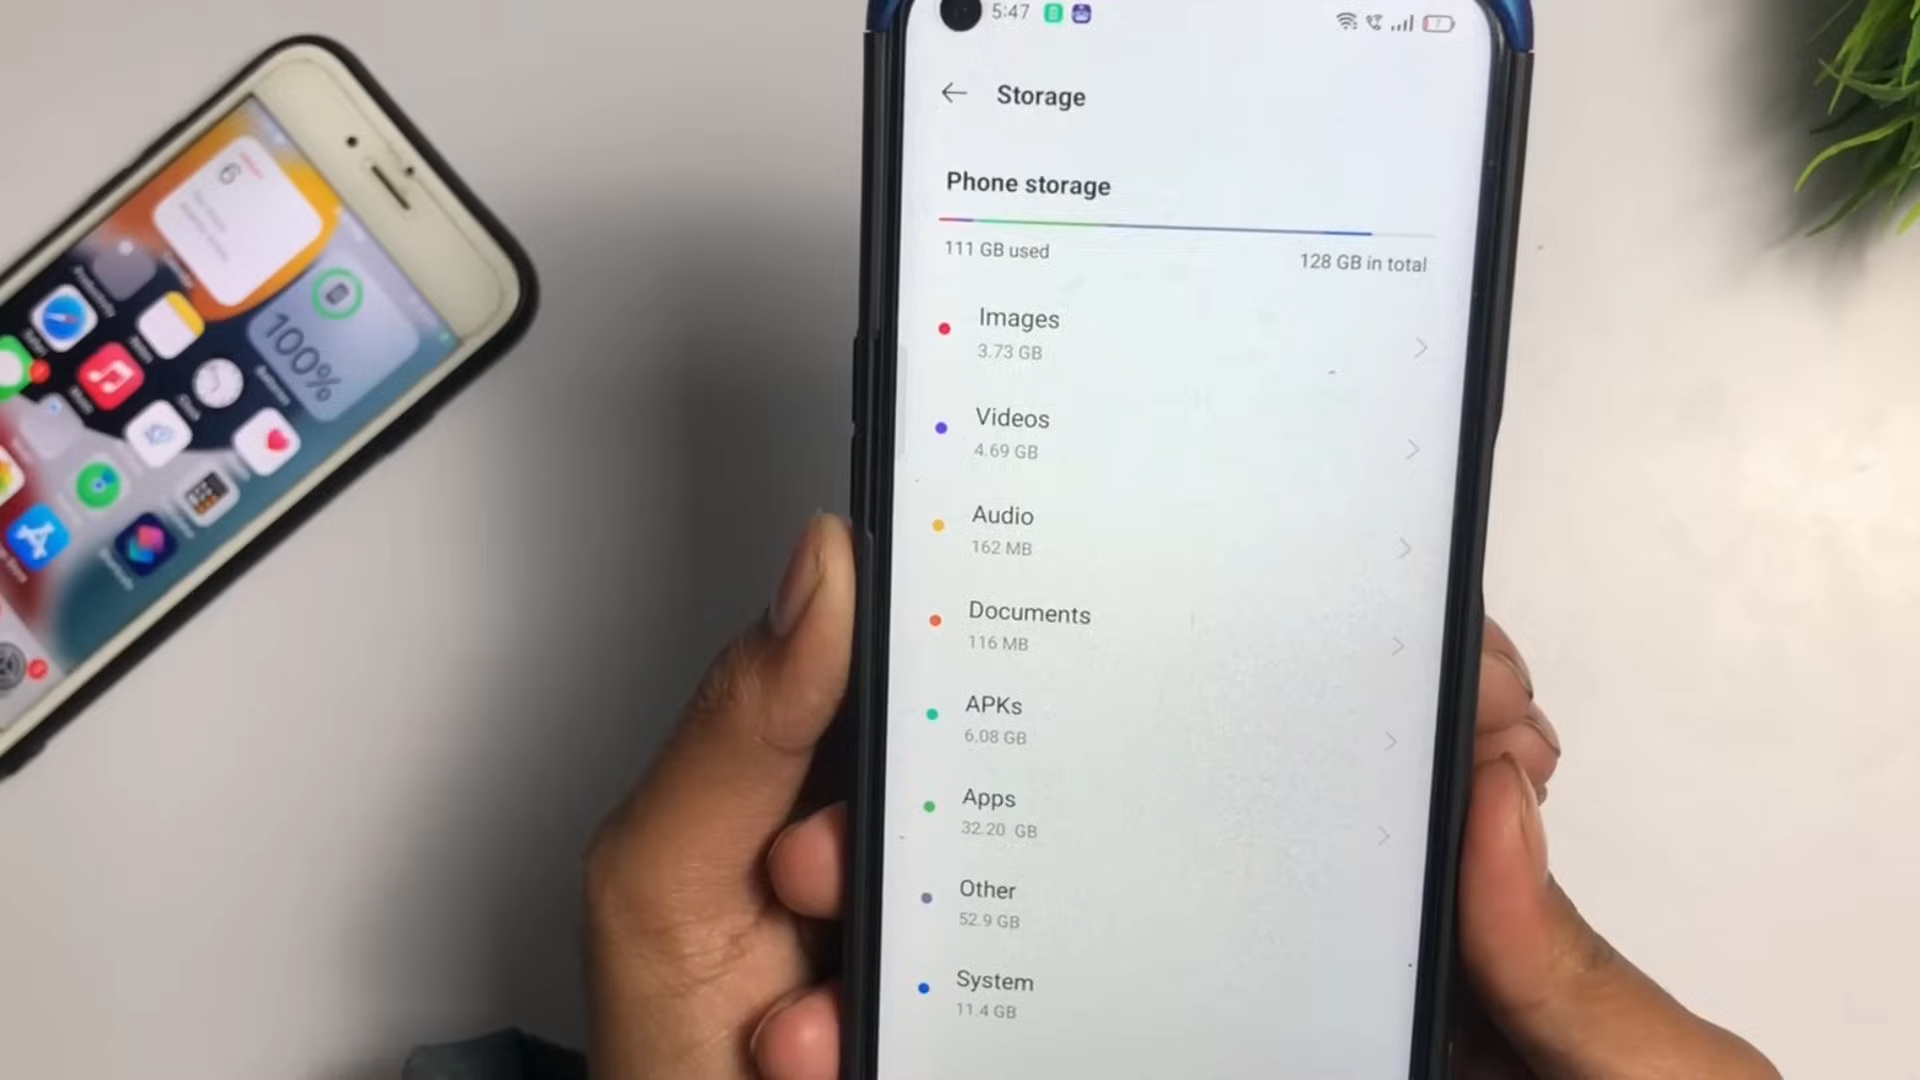 5:47
Storage
Phone storage
111 GB used
128 GB in total
Images
3.73 GB
Videos
4.69 GB
Audio
162 MB
Documents
116 MB
APKs
6.08 GB
Apps
32.20 GB
Other
52.9 GB
System
11.4 GB
6
100%